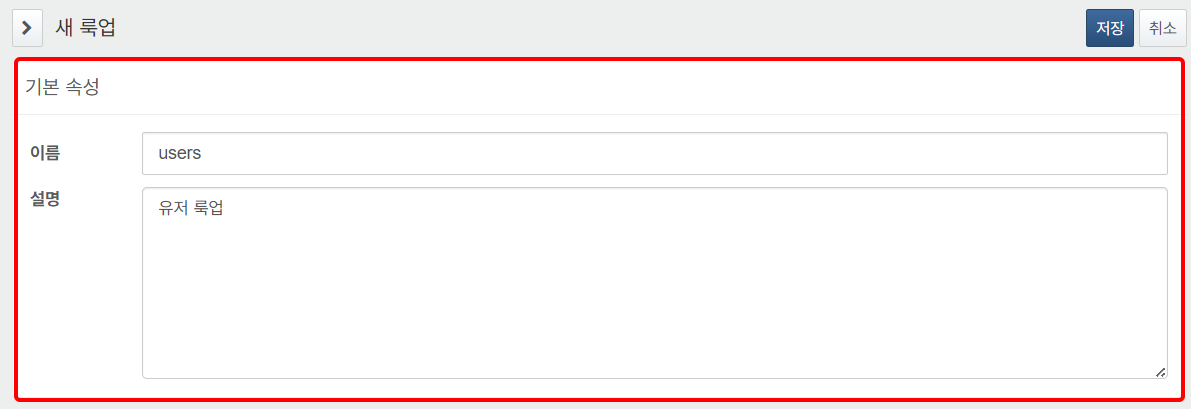 새 룩업
저장
취소
기본 속성
이름
users
설명
유저 룩업